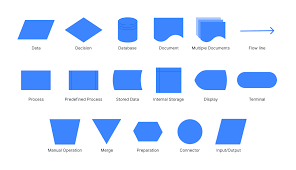 Data
Decision
Database
Document
Multiple Documents
Flow line
Process
Predefined Process
Stored Data
Internal Storage
Display
Terminal
Manual Operation
Merge
Preparation
Connector
Input/Output